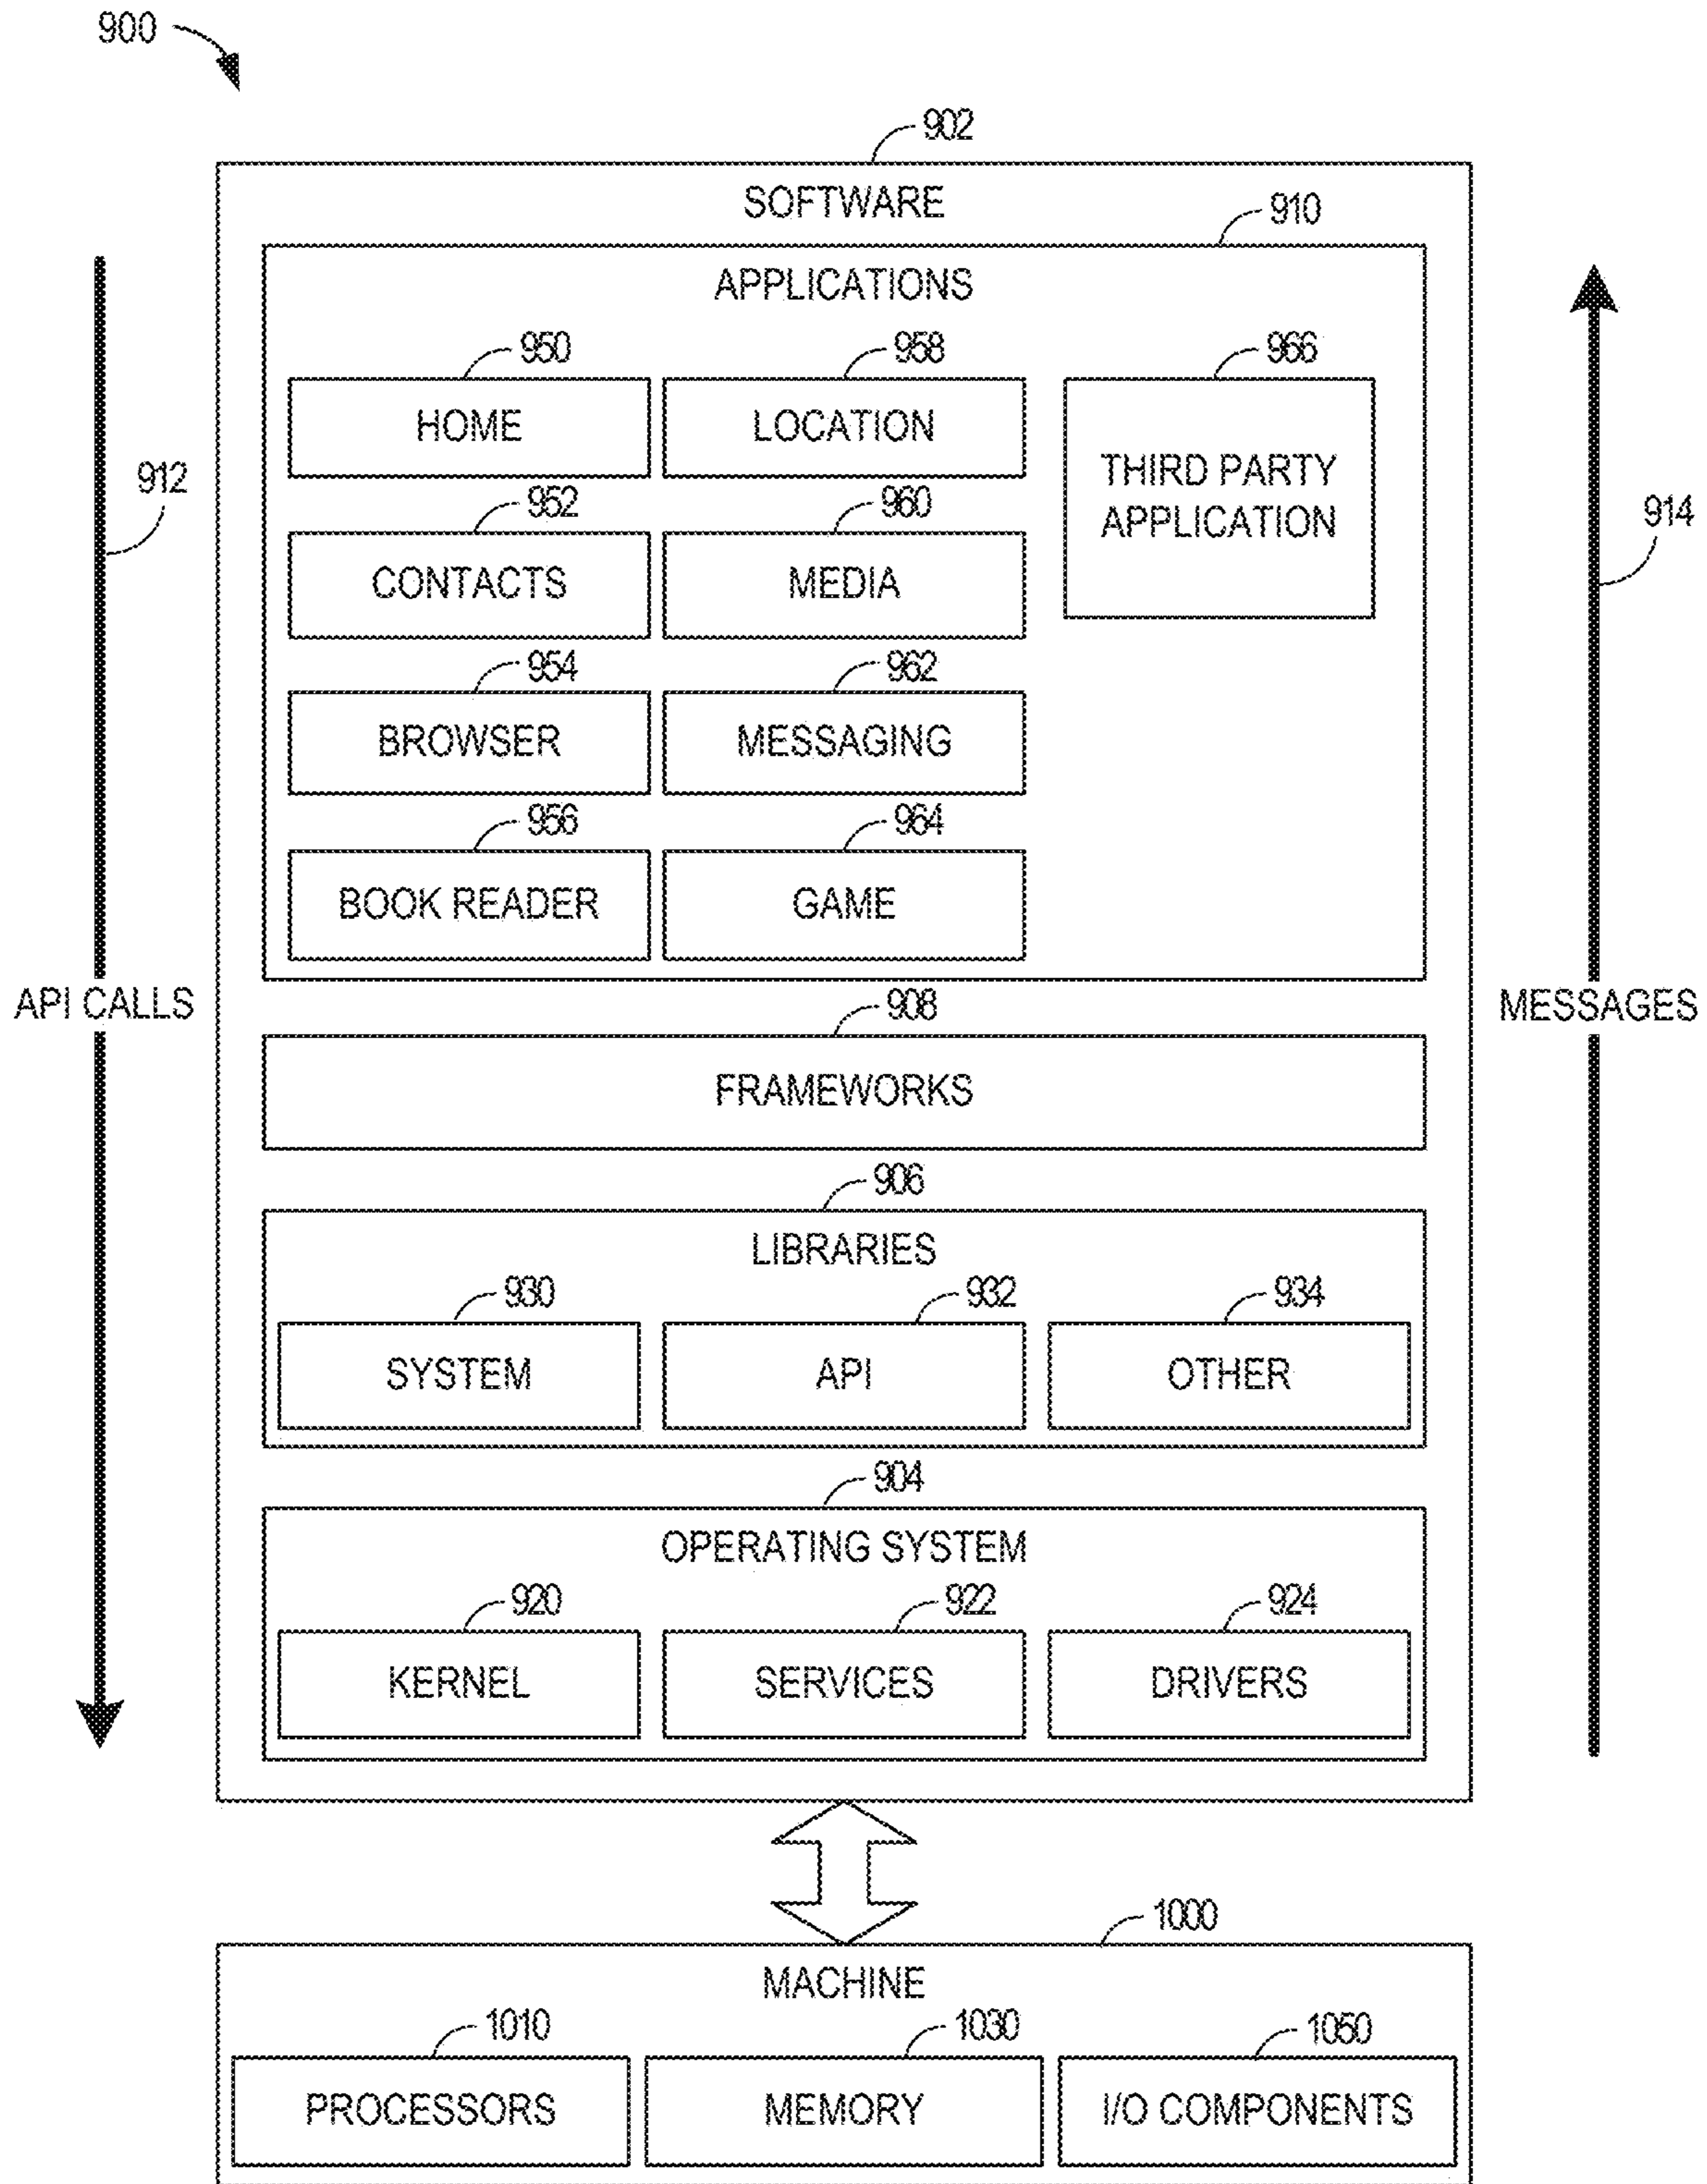 900
902
SOFTWARE
910
APPLICATIONS
950
958
966
HOME
LOCATION
THIRD PARTY
APPLICATION
912
952
960
914
CONTACTS
MEDIA
954
962
BROWSER
MESSAGING
956
964
BOOK READER
GAME
API CALLS
MESSAGES
908
FRAMEWORKS
906
LIBRARIES
930
932
934
SYSTEM
API
OTHER
904
OPERATING SYSTEM
920
922
924
KERNEL
SERVICES
DRIVERS
1000
MACHINE
1010
1030
1050
PROCESSORS
MEMORY
I/O COMPONENTS